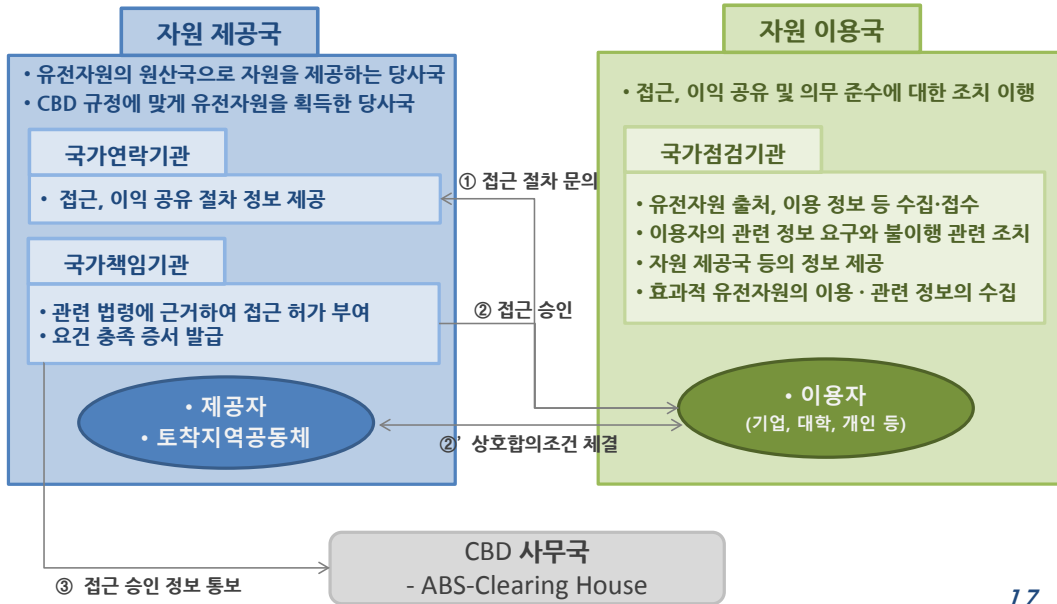 자원 제공국
• 유전자원의 원산국으로 자원을 제공하는 당사국
• CBD 규정에 맞게 유전자원을 획득한 당사국
국가연락기관
• 접근, 이익 공유 절차 정보 제공
국가책임기관
• 관련 법령에 근거하여 접근 허가 부여
• 요건 충족 증서 발급
• 제공자
• 토착지역공동체
① 접근 절차 문의
② 접근 승인
②’ 상호합의조건 체결
자원 이용국
• 접근, 이익 공유 및 의무 준수에 대한 조치 이행
국가점검기관
• 유전자원 출처, 이용 정보 등 수집·접수
• 이용자의 관련 정보 요구와 불이행 관련 조치
• 자원 제공국 등의 정보 제공
• 효과적 유전자원의 이용 · 관련 정보의 수집
• 이용자
(기업, 대학, 개인 등)
③ 접근 승인 정보 통보
CBD 사무국
- ABS-Clearing House
17